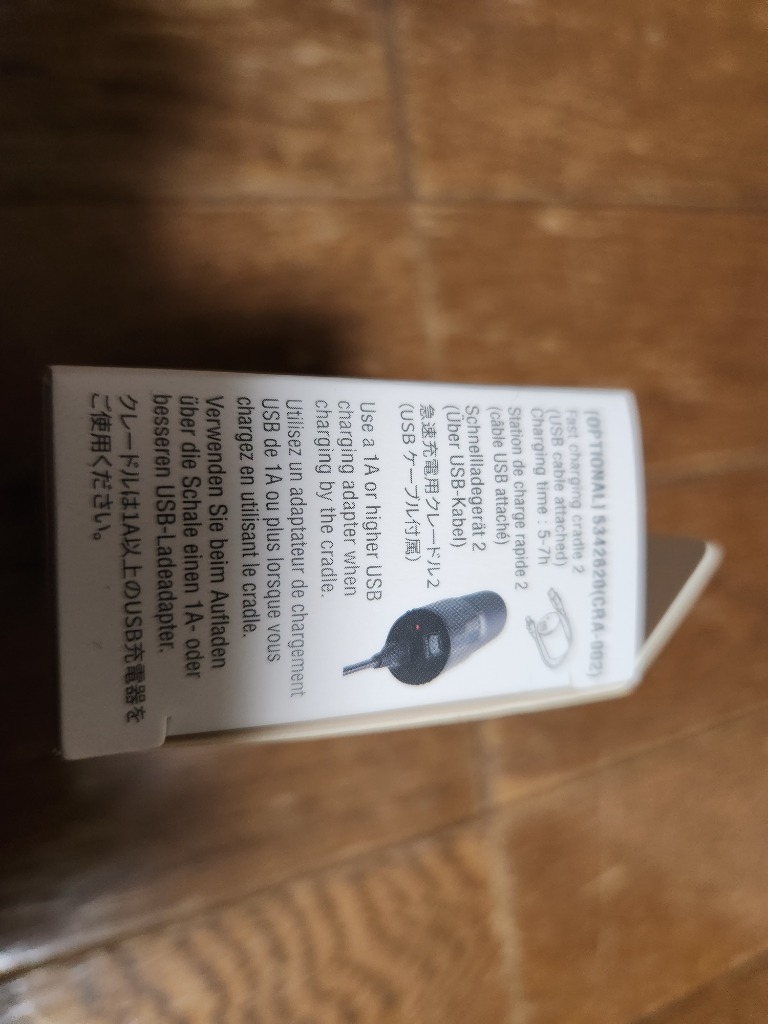 [OPTIONAL] 5342629(CRA-002)
Fast charging cradle 2
(USB cable attached)
Charging time : 5-7h
Station de charge rapide 2
(câble USB attaché)
Schnellladegerät 2
(Über USB-Kabel)
急速充電用クレードル2
(USB ケーブル付属)
Use a 1A or higher USB
charging adapter when
charging by the cradle.
Utilisez un adaptateur de chargement
USB de 1A ou plus lorsque vous
chargez en utilisant le cradle.
Verwenden Sie beim Aufladen
über die Schale einen 1A- oder
besseren USB-Ladeadapter.
クレードルは1A以上のUSB充電器を
ご使用ください。